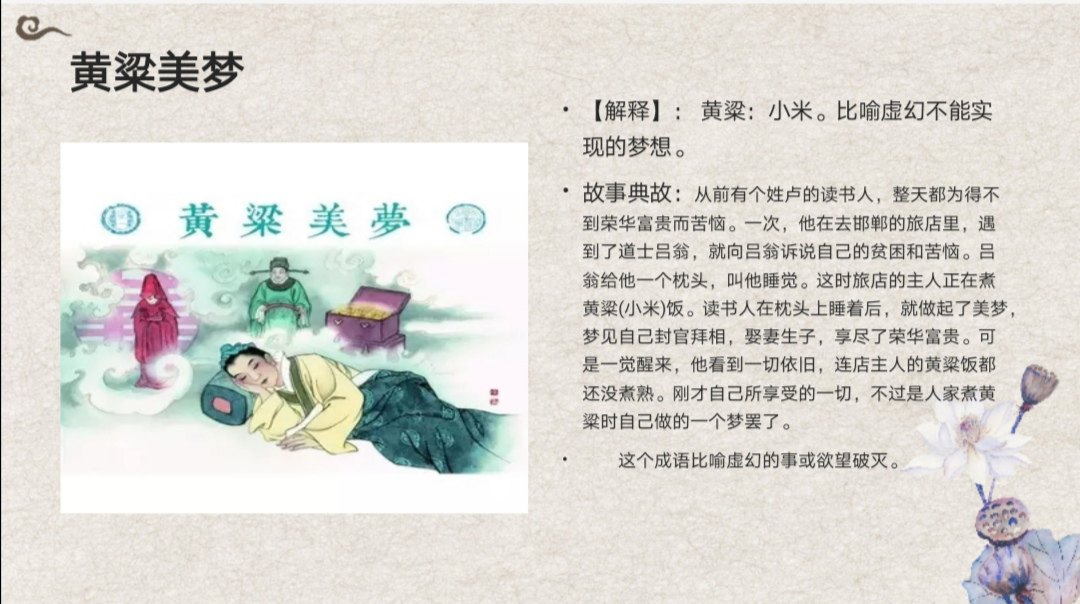 黄粱美梦
黃粱美夢
• 【解释】： 黄粱：小米。比喻虚幻不能实
现的梦想。
• 故事典故：从前有个姓卢的读书人，整天都为得不
到荣华富贵而苦恼。一次，他在去邯郸的旅店里，遇
到了道士吕翁，就向吕翁诉说自己的贫困和苦恼。吕
翁给他一个枕头，叫他睡觉。这时旅店的主人正在煮
黄粱(小米)饭。读书人在枕头上睡着后，就做起了美梦，
梦见自己封官拜相，娶妻生子，享尽了荣华富贵。可
是一觉醒来，他看到一切依旧，连店主人的黄粱饭都
还没煮熟。刚才自己所享受的一切，不过是人家煮黄
粱时自己做的一个梦罢了。
• 这个成语比喻虚幻的事或欲望破灭。